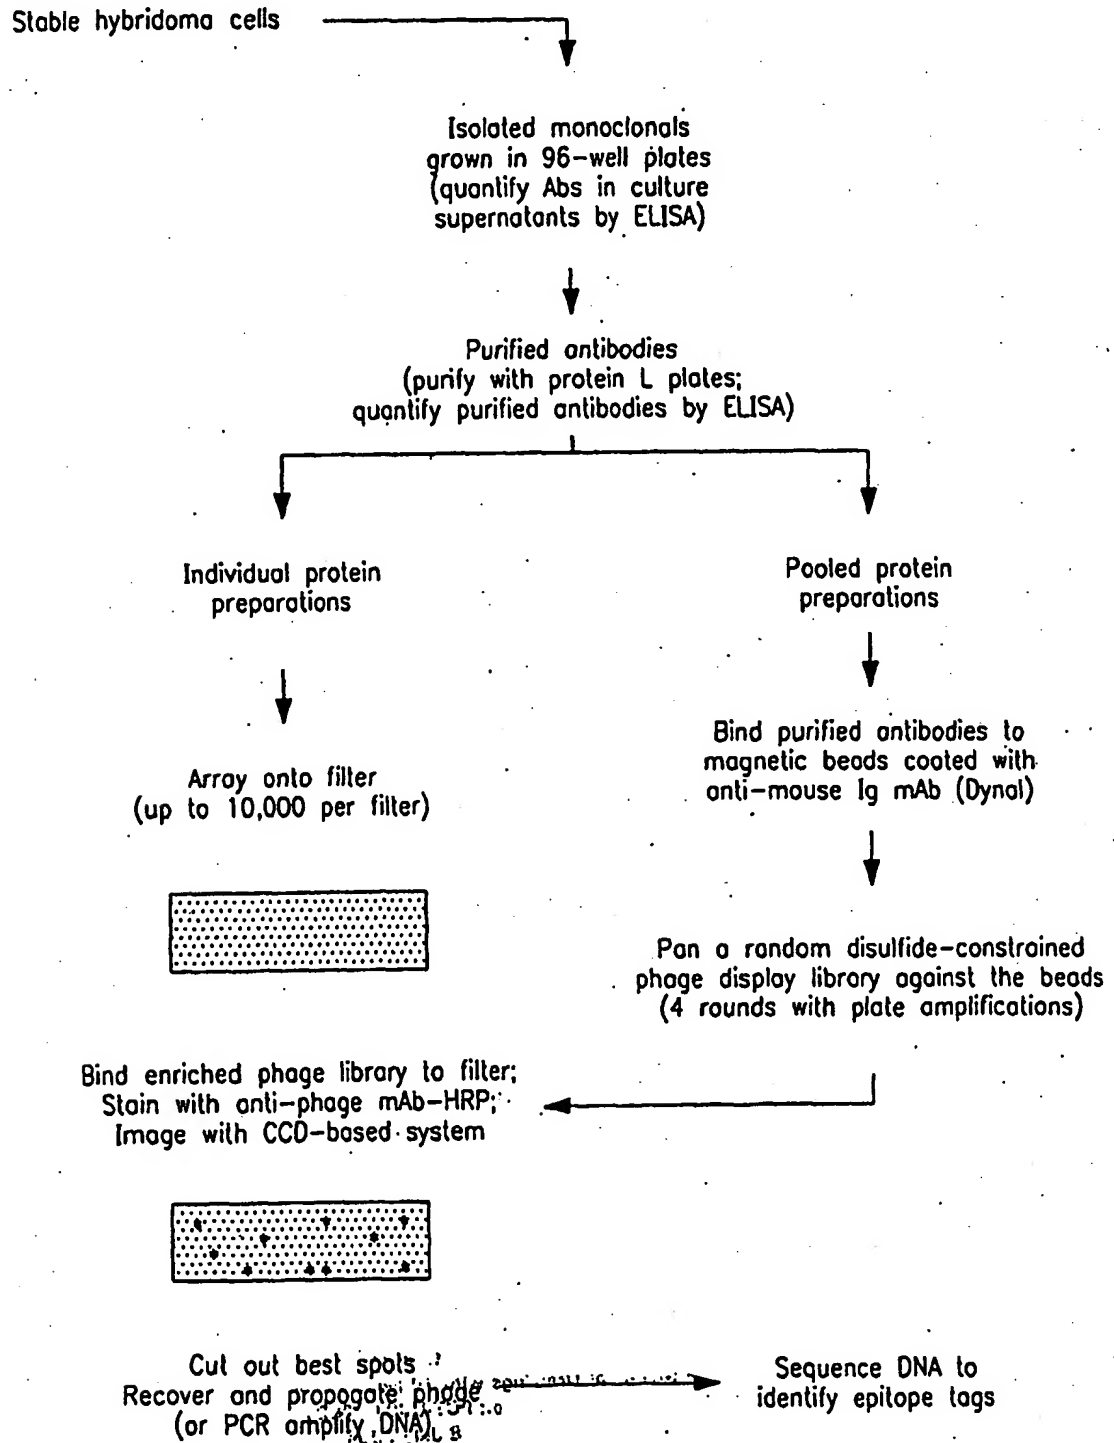 Stable hybridoma cells
Isolated monoclonals
grown in 96-well plates
(quantify Abs in culture
supernatants by ELISA)
Purified antibodies
(purify with protein L plates;
quantify purified antibodies by ELISA)
Individual protein
preparations
Array onto filter
(up to 10,000 per filter)
Pooled protein
preparations
Bind purified antibodies to
magnetic beads coated with
anti-mouse Ig mAb (Dynal)
Pan a random disulfide-constrained
phage display library against the beads
(4 rounds with plate amplifications)
Bind enriched phage library to filter;
Stain with anti-phage mAb-HRP;
Image with CCD-based system
Cut out best spots
Recover and propogate phage
(or PCR amplify DNA)
Sequence DNA to
identify epitope tags